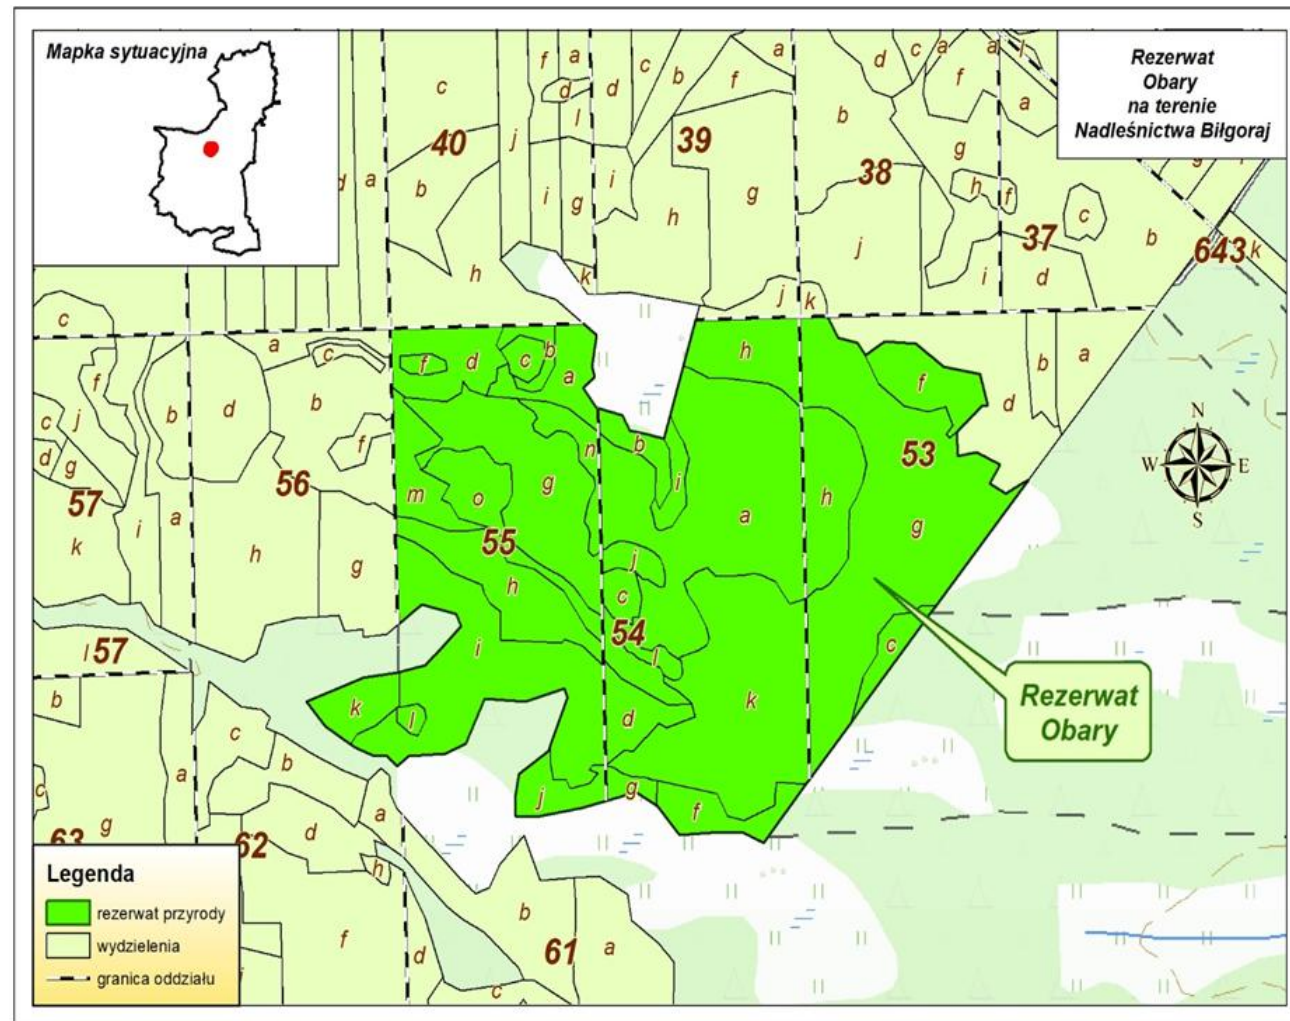 Mapka sytuacyjna
Rezerwat
Obary
na terenie
Nadleśnictwa Biłgoraj
c f a d c b f a d c a a l
d l a
40 j 39 b g
38
d a b i g i h g h f c
37 b 643 k
h h j i d
k j k
c
a c f d c b a h f b a
f b d b d
c j f n b i g h 53
d g 56 m o g a h g
57 i a
k h g 55 j
h c
54
l 57 i l c
b k l d k
c b Rezerwat
Obary
a j g f
c g a
63 62 d h
Legenda
rezerwat przyrody
wydzielenia
granica oddziału
b
f d 61 a
i c
N
W E
S